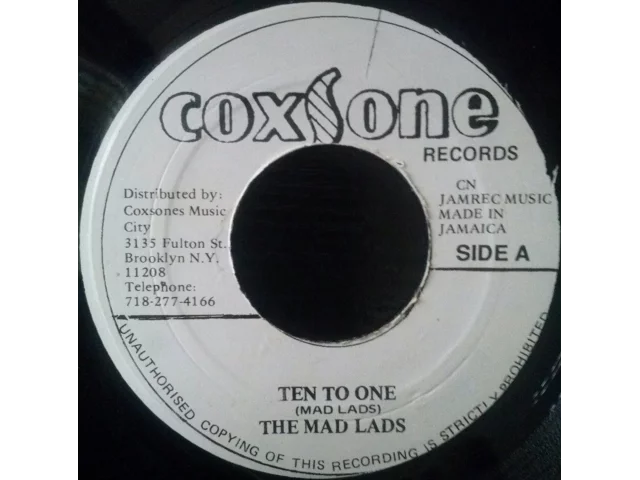 coxsone
RECORDS
Distributed by:
Coxsones Music
City
3135 Fulton St.
Brooklyn N.Y.
11208
Telephone:
718-277-4166
CN
JAMREC MUSIC
MADE IN
JAMAICA
SIDE A
TEN TO ONE
(MAD LADS)
THE MAD LADS
UNAUTHORISED COPYING OF THIS RECORDING IS STRICTLY PROHIBITED